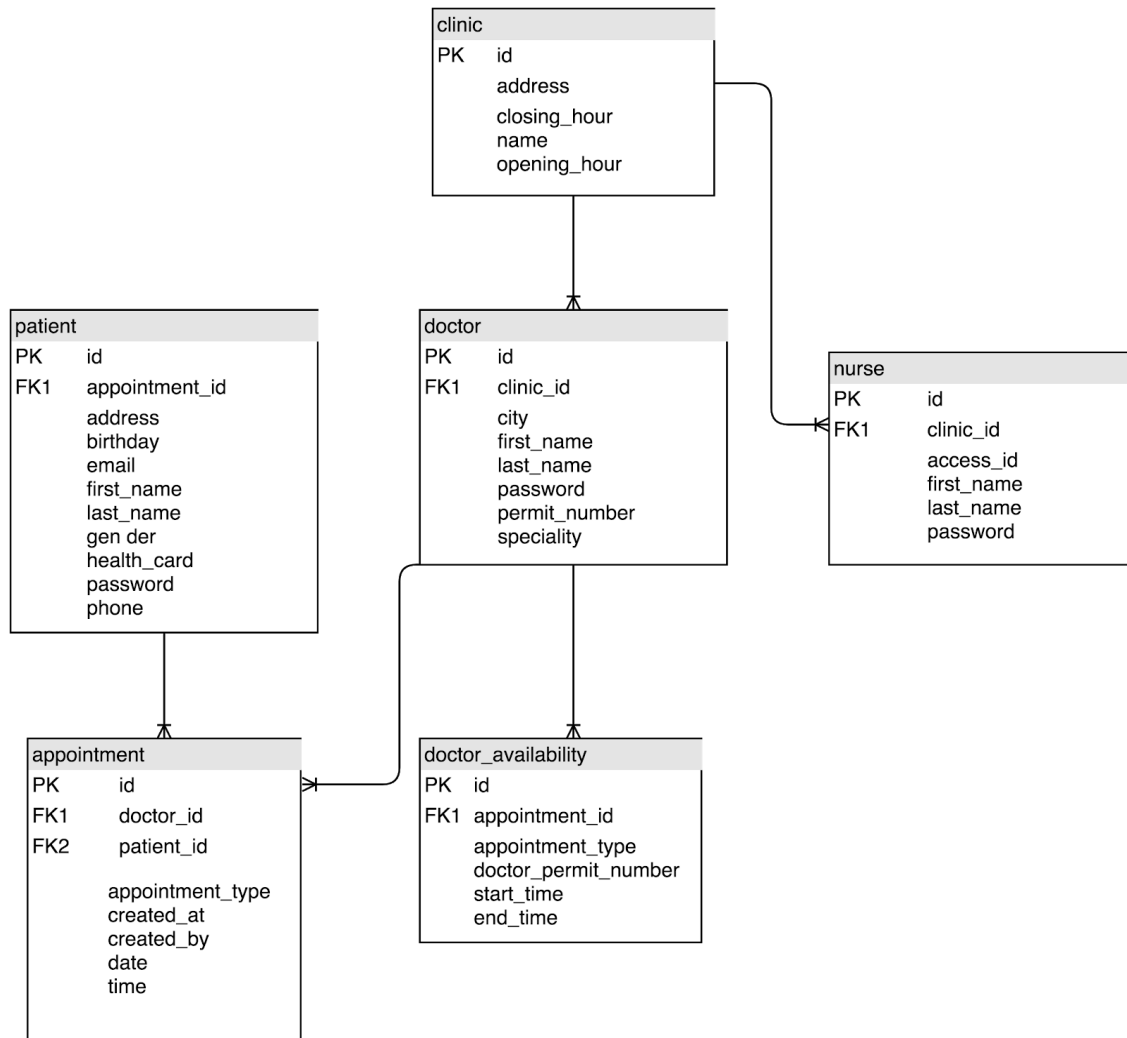 clinic
PK id
address
closing_hour
name
opening_hour
patient
PK id
FK1 appointment_id
address
birthday
email
first_name
last_name
gen der
health_card
password
phone
doctor
PK id
FK1 clinic_id
city
first_name
last_name
password
permit_number
speciality
nurse
PK id
FK1 clinic_id
access_id
first_name
last_name
password
appointment
PK id
FK1 doctor_id
FK2 patient_id
appointment_type
created_at
created_by
date
time
doctor_availability
PK id
FK1 appointment_id
appointment_type
doctor_permit_number
start_time
end_time